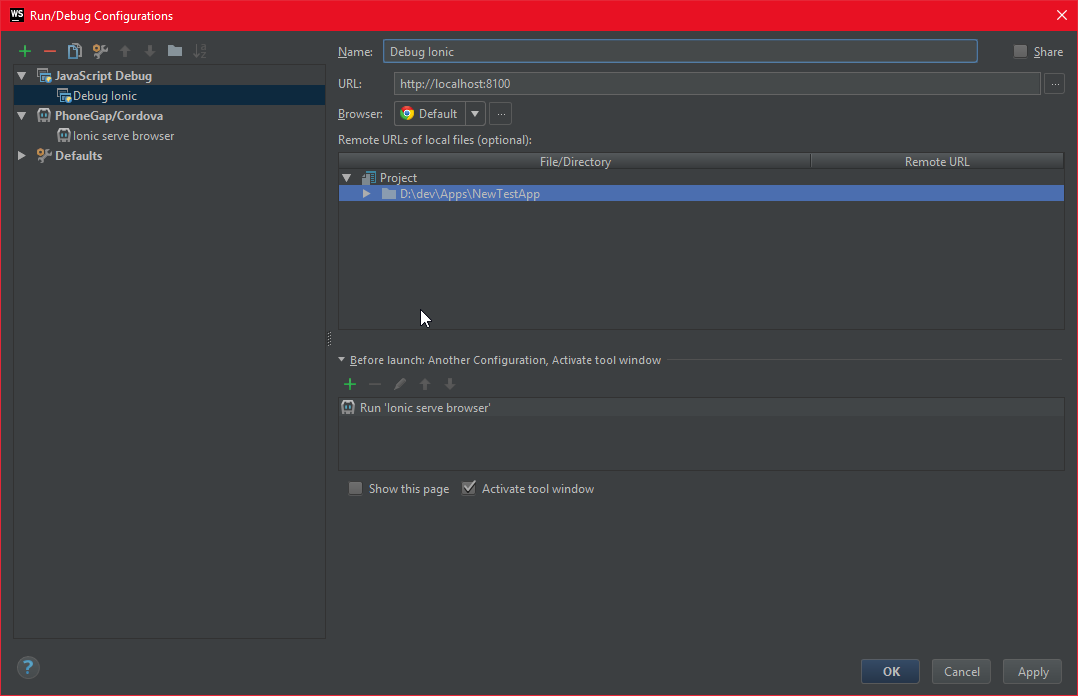 WS Run/Debug Configurations
JavaScript Debug
Debug Ionic
PhoneGap/Cordova
Ionic serve browser
Defaults
Name: Debug Ionic Share
URL: http://localhost:8100 ...
Browser: Default ...
Remote URLs of local files (optional):
File/Directory Remote URL
Project
D:\dev\Apps\NewTestApp
Before launch: Another Configuration, Activate tool window
Run 'Ionic serve browser'
Show this page Activate tool window
? OK Cancel Apply